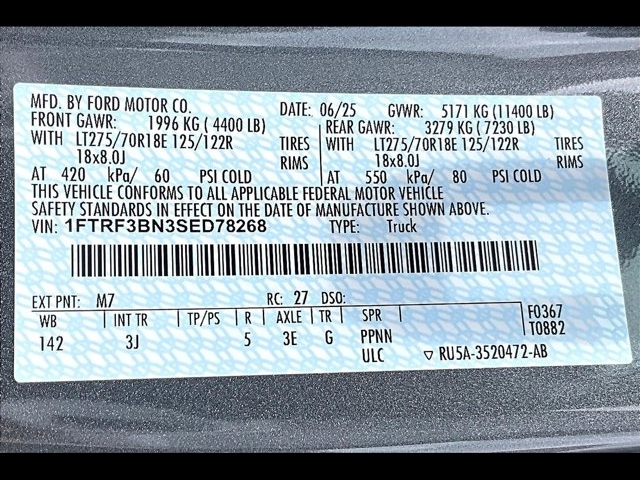 MFD. BY FORD MOTOR CO. DATE: 06/25 GVWR: 5171 KG (11400 LB)
FRONT GAWR: 1996 KG ( 4400 LB) REAR GAWR: 3279 KG ( 7230 LB)
WITH LT275/70R18E 125/122R TIRES WITH LT275/70R18E 125/122R TIRES
18x8.0J RIMS 18x8.0J RIMS
AT 420 kPa/ 60 PSI COLD AT 550 kPa/ 80 PSI COLD
THIS VEHICLE CONFORMS TO ALL APPLICABLE FEDERAL MOTOR VEHICLE
SAFETY STANDARDS IN EFFECT ON THE DATE OF MANUFACTURE SHOWN ABOVE.
VIN: 1FTRF3BN3SED78268 TYPE: Truck
EXT PNT: M7 RC: 27 DSO:
WB INT TR TP/PS R AXLE TR SPR F0367
142 3J 5 3E G PPNN T0882
ULC ▽ RU5A-3520472-AB